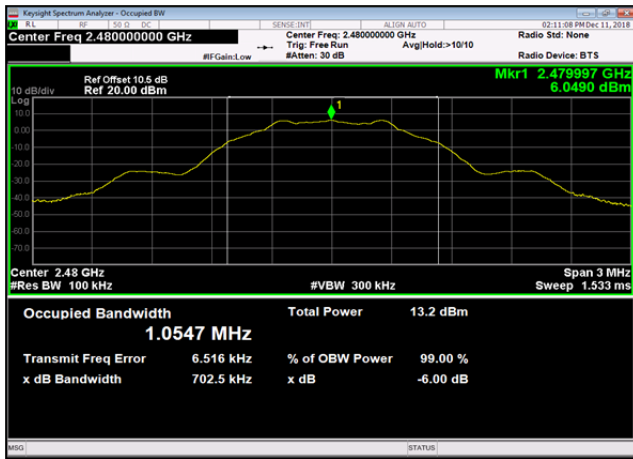 Keysight Spectrum Analyzer - Occupied BW
RL RF 50 Ω DC SENSE:INT ALIGN AUTO 02:11:08 PM Dec 11, 2018
Center Freq 2.480000000 GHz Center Freq: 2.480000000 GHz Radio Std: None
Trig: Free Run Avg|Hold:>10/10
#IFGain:Low #Atten: 30 dB Radio Device: BTS
Mkr1 2.479997 GHz
Ref Offset 10.5 dB
10 dB/div Ref 20.00 dBm 6.0490 dBm
Log
10.0
0.00
-10.0
-20.0
-30.0
-40.0
-50.0
-60.0
-70.0
1
Center 2.48 GHz Span 3 MHz
#Res BW 100 kHz #VBW 300 kHz Sweep 1.533 ms
Occupied Bandwidth Total Power 13.2 dBm
1.0547 MHz
Transmit Freq Error 6.516 kHz % of OBW Power 99.00 %
x dB Bandwidth 702.5 kHz x dB -6.00 dB
MSG STATUS